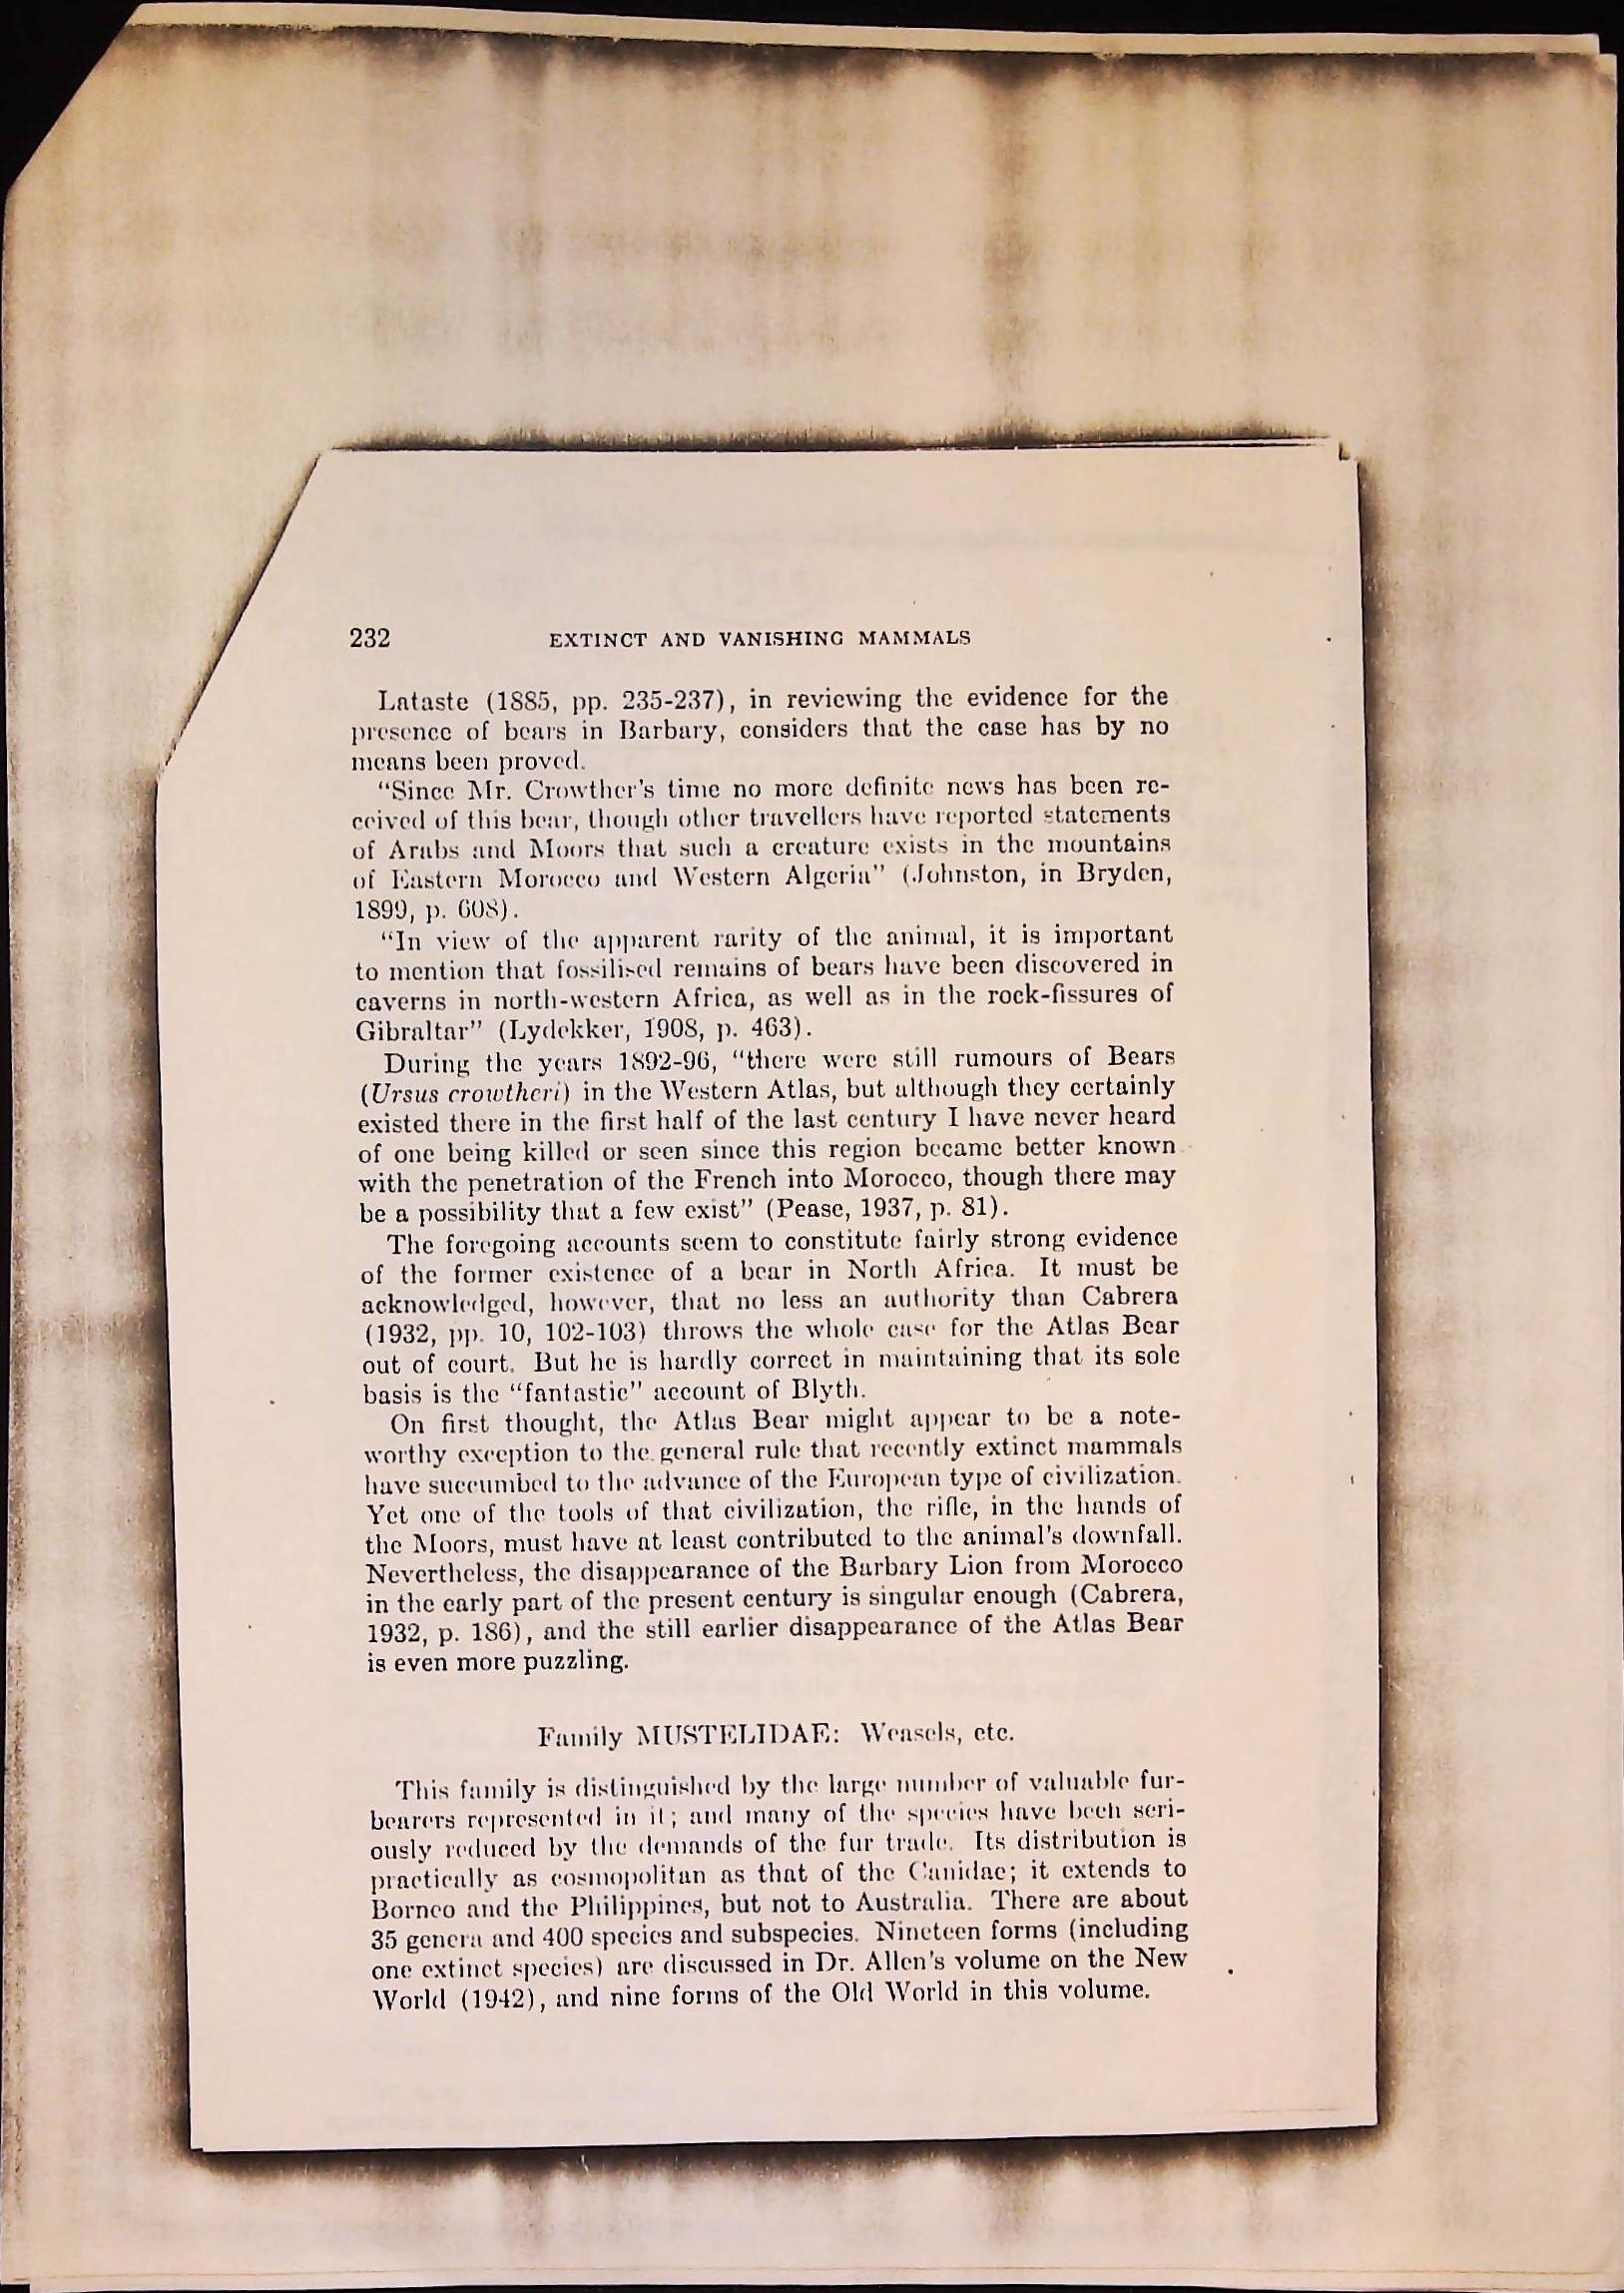 232 EXTINCT AND VANISHING MAMMALS
Lataste (1885, pp. 235-237), in reviewing the evidence for the
presence of bears in Barbary, considers that the case has by no
means been proved.
"Since Mr. Crowther's time no more definite news has been re-
ceived of this bear, though other travellers have reported statements
of Arabs and Moors that such a creature exists in the mountains
of Eastern Morocco and Western Algeria" (Johnston, in Bryden,
1899, p. 608).
"In view of the apparent rarity of the animal, it is important
to mention that fossilised remains of bears have been discovered in
caverns in north-western Africa, as well as in the rock-fissures of
Gibraltar" (Lydekker, 1908, p. 463).
During the years 1892-96, "there were still rumours of Bears
(Ursus crowtheri) in the Western Atlas, but although they certainly
existed there in the first half of the last century I have never heard
of one being killed or seen since this region became better known
with the penetration of the French into Morocco, though there may
be a possibility that a few exist" (Pease, 1937, p. 81).
The foregoing accounts seem to constitute fairly strong evidence
of the former existence of a bear in North Africa. It must be
acknowledged, however, that no less an authority than Cabrera
(1932, pp. 10, 102-103) throws the whole case for the Atlas Bear
out of court. But he is hardly correct in maintaining that its sole
basis is the "fantastic" account of Blyth.
On first thought, the Atlas Bear might appear to be a note-
worthy exception to the general rule that recently extinct mammals
have succumbed to the advance of the European type of civilization.
Yet one of the tools of that civilization, the rifle, in the hands of
the Moors, must have at least contributed to the animal's downfall.
Nevertheless, the disappearance of the Barbary Lion from Morocco
in the early part of the present century is singular enough (Cabrera,
1932, p. 186), and the still earlier disappearance of the Atlas Bear
is even more puzzling.
Family MUSTELIDAE: Weasels, etc.
This family is distinguished by the large number of valuable fur-
bearers represented in it; and many of the species have been seri-
ously reduced by the demands of the fur trade. Its distribution is
practically as cosmopolitan as that of the Canidae; it extends to
Borneo and the Philippines, but not to Australia. There are about
35 genera and 400 species and subspecies. Nineteen forms (including
one extinct species) are discussed in Dr. Allen's volume on the New
World (1942), and nine forms of the Old World in this volume.